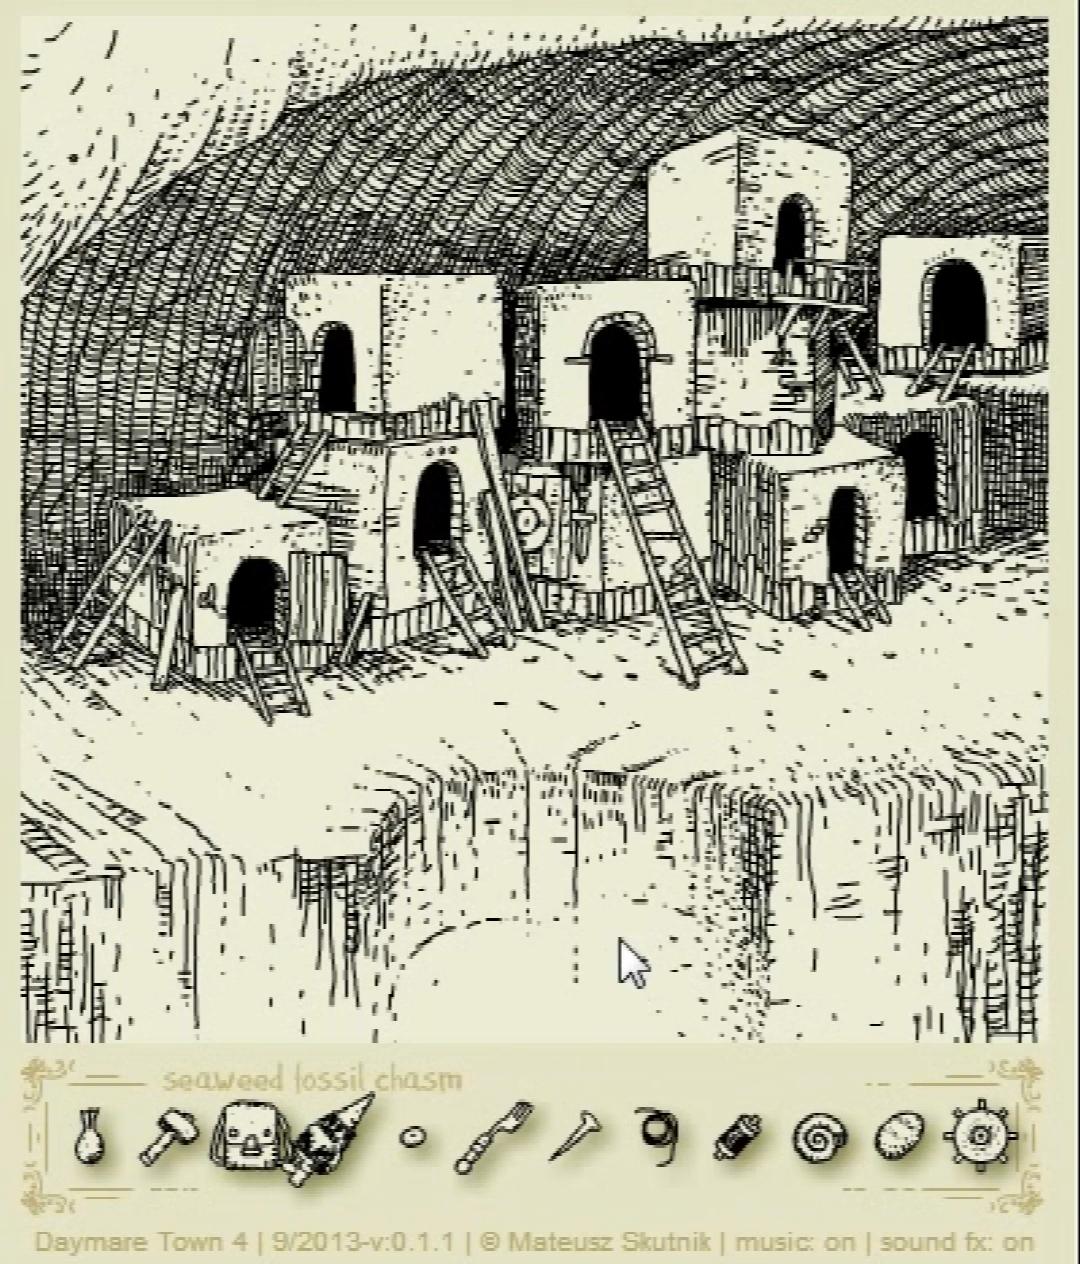 seaweed fossil chasm
Daymare Town 4 | 9/2013-v:0.1.1 | © Mateusz Skutnik | music: on | sound fx: on